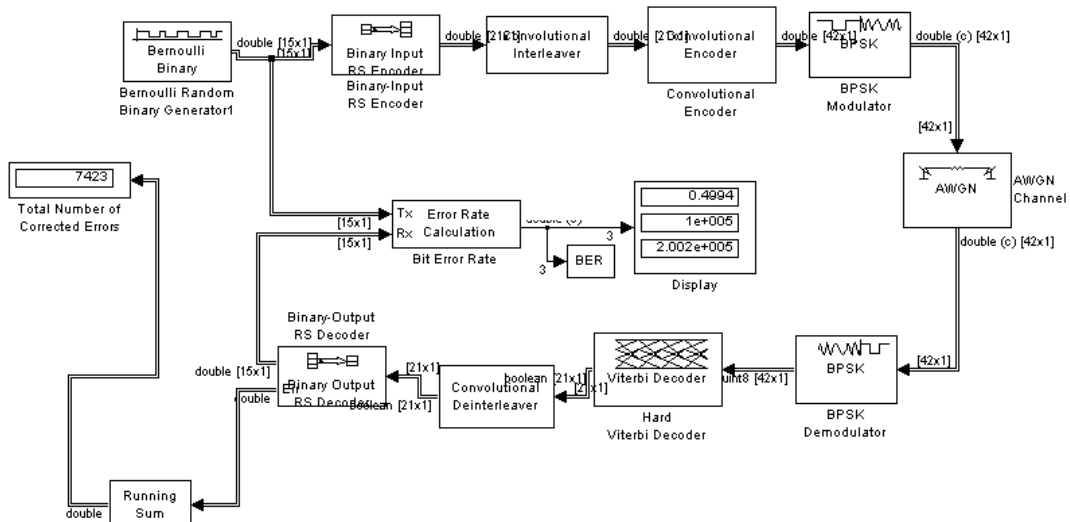 Bernoulli
Binary
Bernoulli Random
Binary Generator1
double [15x1]
[15x1]
Binary Input
RS Encoder
Binary-Input
RS Encoder
double [21x1]
Convolutional
Interleaver
double [21x1]
Convolutional
Encoder
Convolutional
Encoder
double [42x1]
BPSK
BPSK
Modulator
double (c) [42x1]
[42x1]
AWGN
AWGN
Channel
double (c) [42x1]
7423
Total Number of
Corrected Errors
[15x1]
[15x1]
Tx
Rx
Error Rate
Calculation
Bit Error Rate
3
3
BER
0.4994
1e+005
2.002e+005
Display
Binary-Output
RS Decoder
double [15x1]
double
Binary Output
RS Decoder
Err
[21x1]
boolean [21x1]
Convolutional
Deinterleaver
boolean [21x1]
[21x1]
Viterbi Decoder
Hard
Viterbi Decoder
uint8 [42x1]
BPSK
BPSK
Demodulator
[42x1]
Running
Sum
double